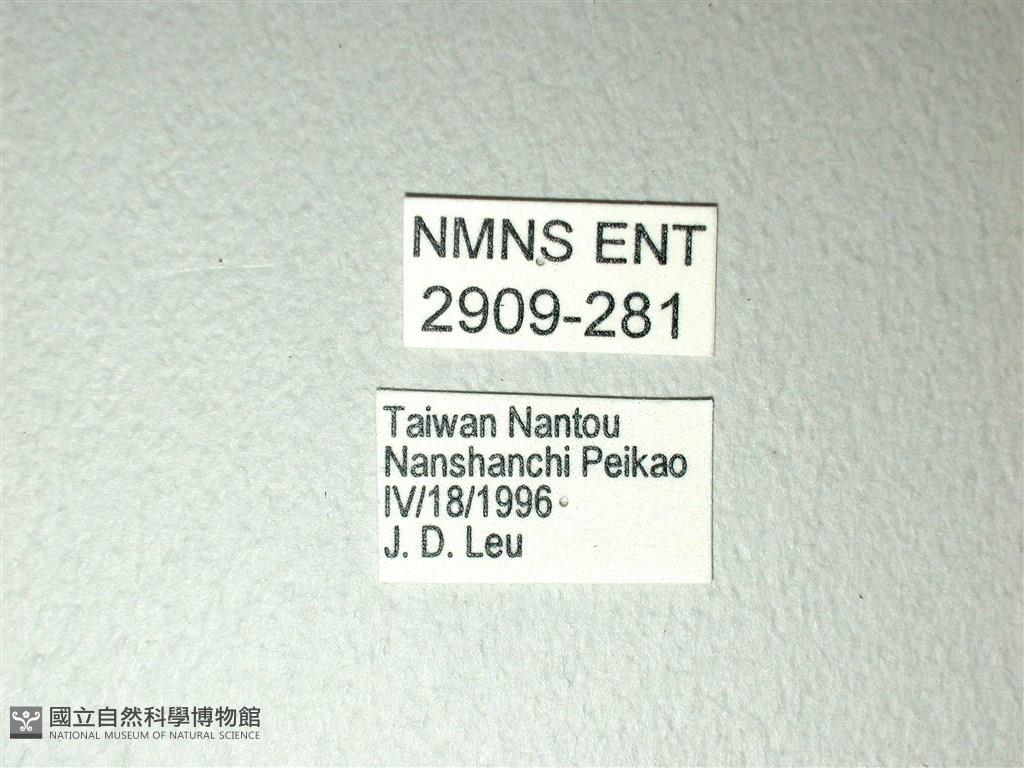 NMNS ENT
2909-281
Taiwan Nantou
Nanshanchi Peikao
IV/18/1996
J. D. Leu
國立自然科學博物館
NATIONAL MUSEUM OF NATURAL SCIENCE